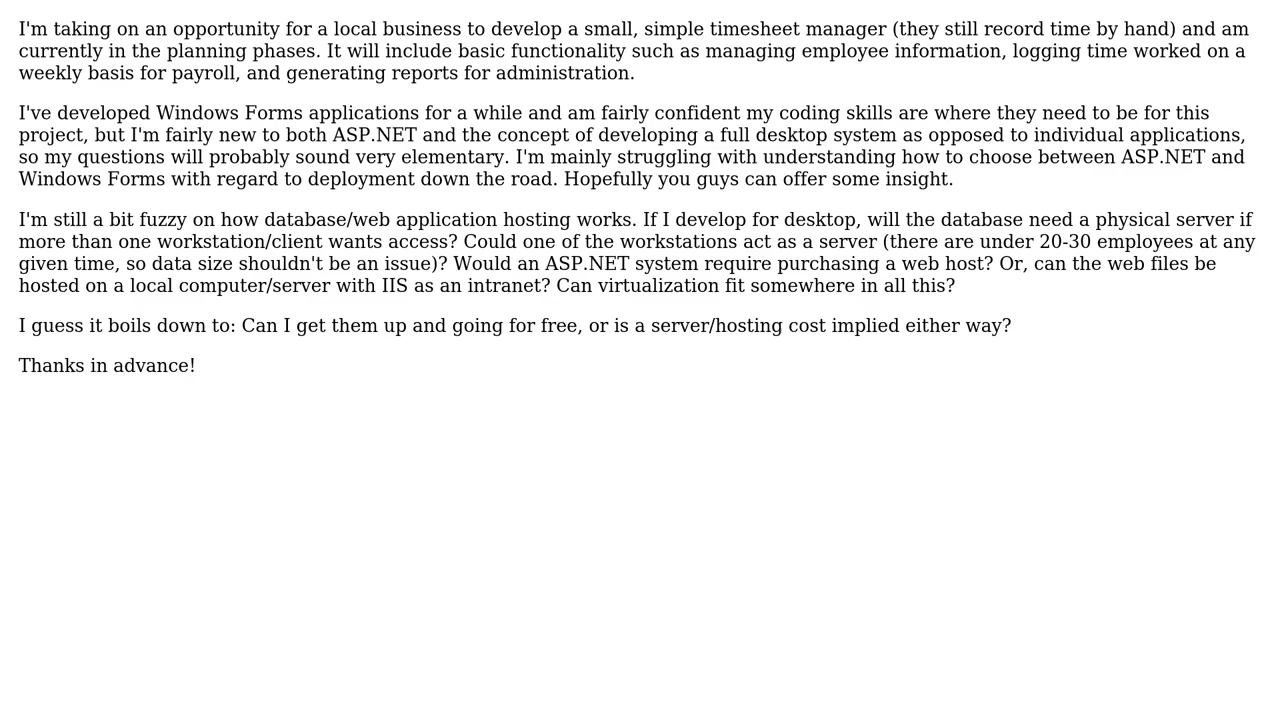 I'm taking on an opportunity for a local business to develop a small, simple timesheet manager (they still record time by hand) and am
currently in the planning phases. It will include basic functionality such as managing employee information, logging time worked on a
weekly basis for payroll, and generating reports for administration.
I've developed Windows Forms applications for a while and am fairly confident my coding skills are where they need to be for this
project, but I'm fairly new to both ASP.NET and the concept of developing a full desktop system as opposed to individual applications,
so my questions will probably sound very elementary. I'm mainly struggling with understanding how to choose between ASP.NET and
Windows Forms with regard to deployment down the road. Hopefully you guys can offer some insight.
I'm still a bit fuzzy on how database/web application hosting works. If I develop for desktop, will the database need a physical server if
more than one workstation/client wants access? Could one of the workstations act as a server (there are under 20-30 employees at any
given time, so data size shouldn't be an issue)? Would an ASP.NET system require purchasing a web host? Or, can the web files be
hosted on a local computer/server with IIS as an intranet? Can virtualization fit somewhere in all this?
I guess it boils down to: Can I get them up and going for free, or is a server/hosting cost implied either way?
Thanks in advance!